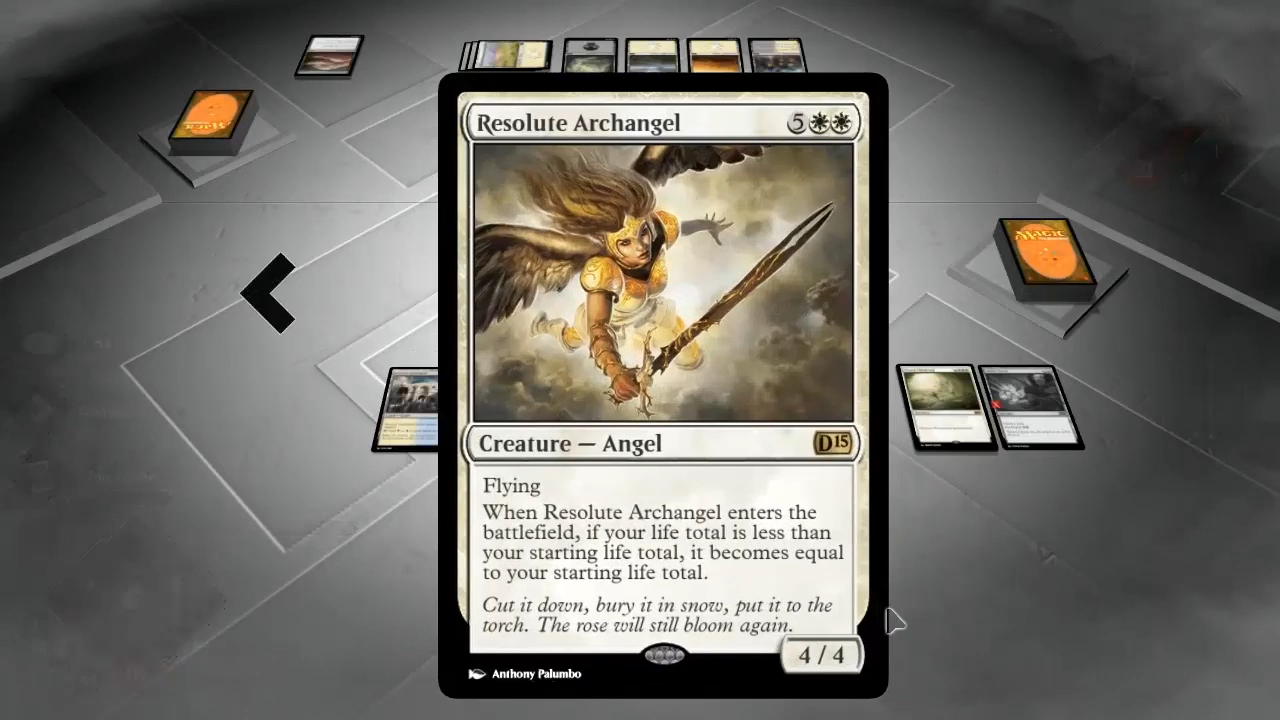 Resolute Archangel 5
Creature — Angel D15
Flying
When Resolute Archangel enters the
battlefield, if your life total is less than
your starting life total, it becomes equal
to your starting life total.
Cut it down, bury it in snow, put it to the
torch. The rose will still bloom again.
4 / 4
Anthony Palumbo
MAGIC